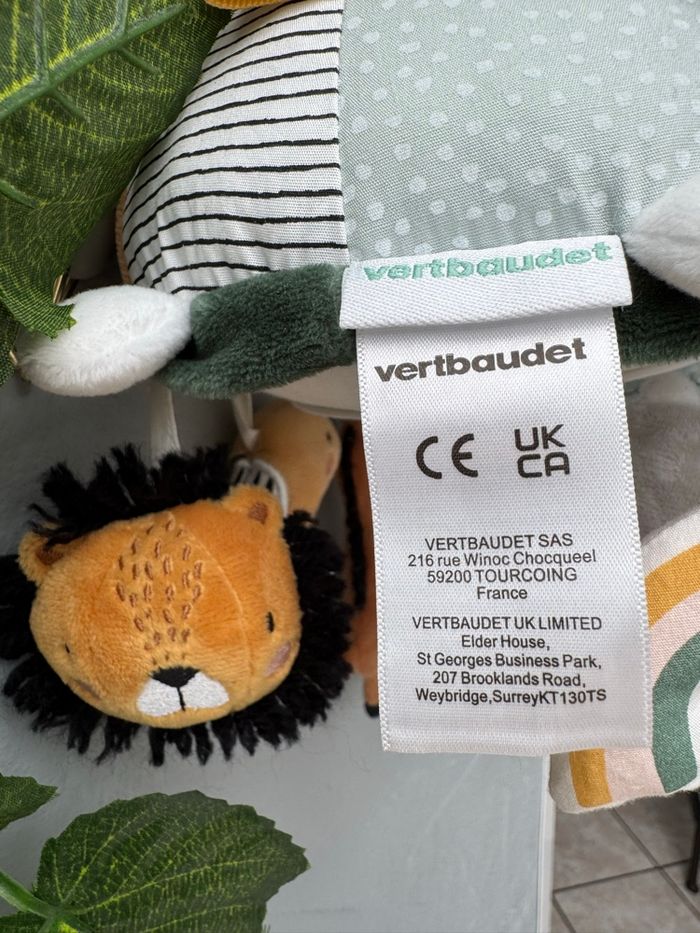 vertbaudet
vertbaudet
CE UK
CA
VERTBAUDET SAS
216 rue Winoc Chocqueel
59200 TOURCOING
France
VERTBAUDET UK LIMITED
Elder House,
St Georges Business Park,
207 Brooklands Road,
Weybridge,SurreyKT130TS